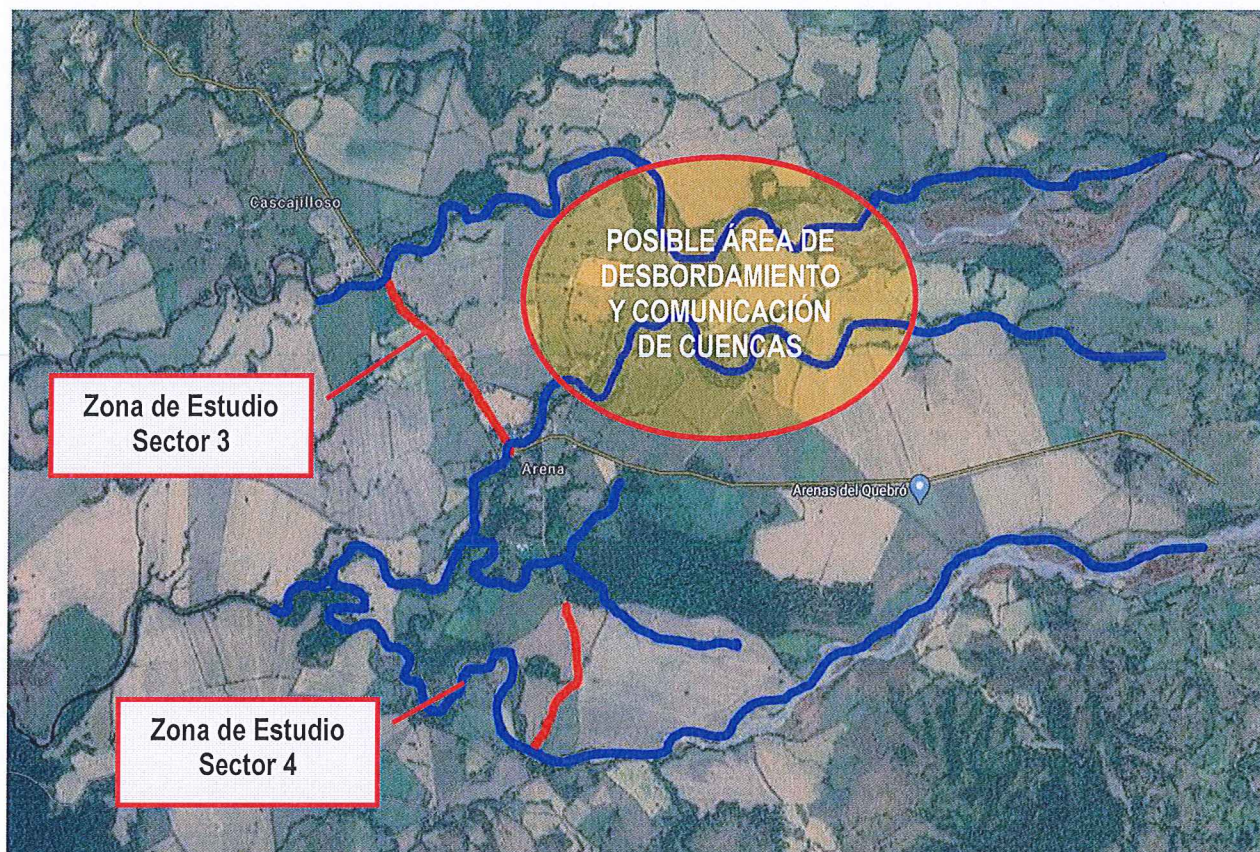 Cascajilloso
POSIBLE ÁREA DE
DESBORDAMIENTO
Y COMUNICACIÓN
DE CUENCAS
Zona de Estudio
Sector 3
Arena
Arenas del Quebró
Zona de Estudio
Sector 4